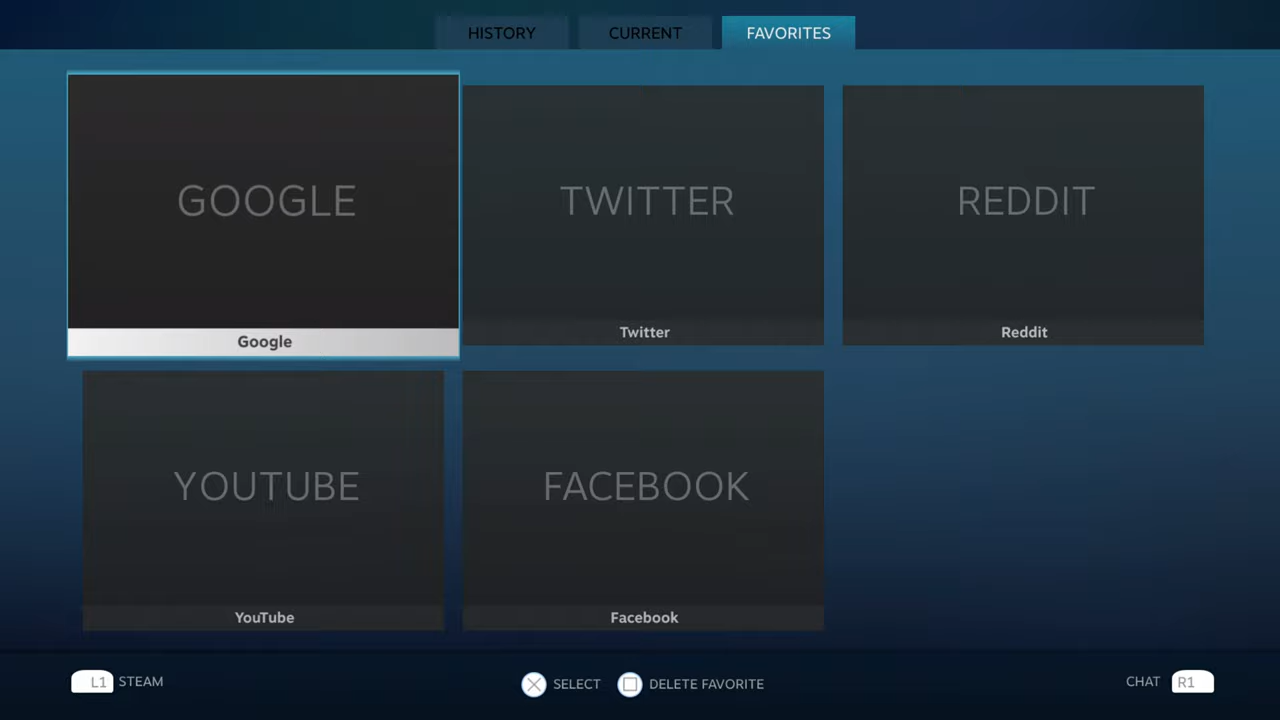 HISTORY
CURRENT
FAVORITES
GOOGLE
TWITTER
REDDIT
Google
Twitter
Reddit
YOUTUBE
FACEBOOK
YouTube
Facebook
L1 STEAM
SELECT
DELETE FAVORITE
CHAT R1